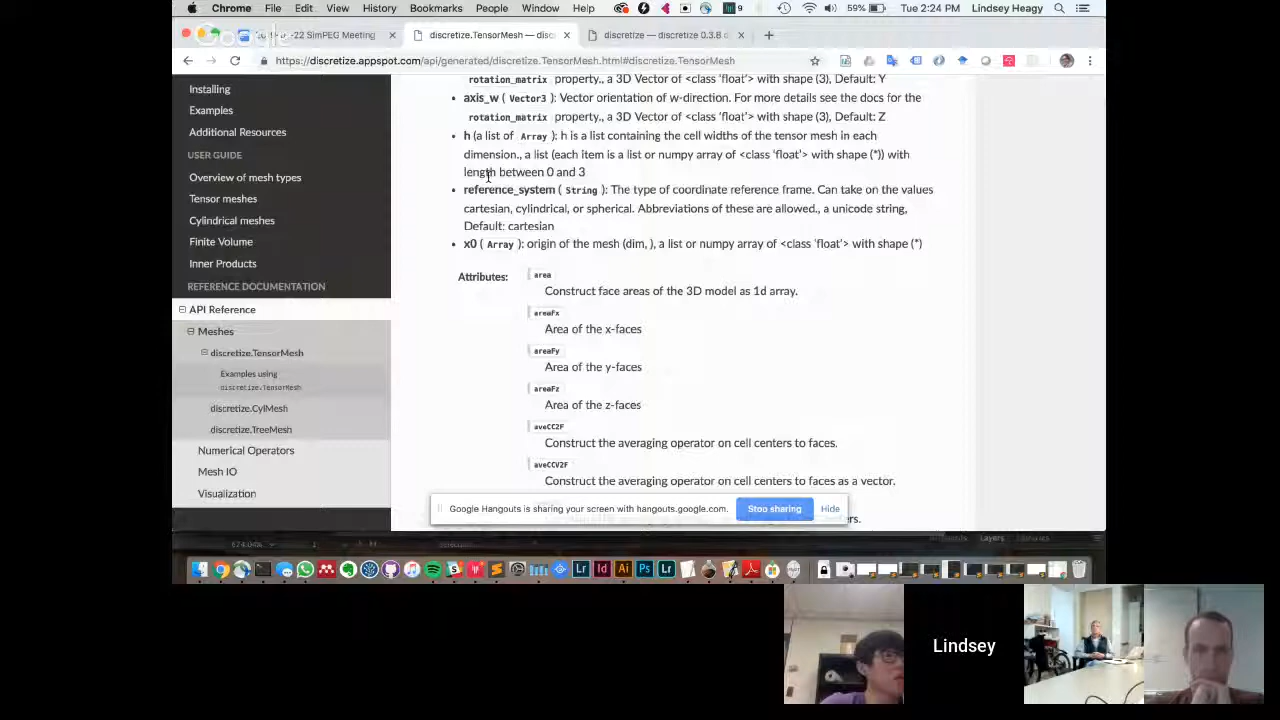 Chrome File Edit View History Bookmarks People Window Help 9 59% Tue 2:24 PM Lindsey Heagy
Google
-22 SimPEG Meeting × discretize.TensorMesh — disc × discretize — discretize 0.3.8 d ×
https://discretize.appspot.com/api/generated/discretize.TensorMesh.html#discretize.TensorMesh
Installing
Examples
Additional Resources
USER GUIDE
Overview of mesh types
Tensor meshes
Cylindrical meshes
Finite Volume
Inner Products
REFERENCE DOCUMENTATION
API Reference
Meshes
discretize.TensorMesh
Examples using
discretize.TensorMesh
discretize.CylMesh
discretize.TreeMesh
Numerical Operators
Mesh IO
Visualization
rotation_matrix property., a 3D Vector of <class 'float'> with shape (3), Default: Y
• axis_w ( Vector3 ): Vector orientation of w-direction. For more details see the docs for the
rotation_matrix property., a 3D Vector of <class 'float'> with shape (3), Default: Z
• h (a list of Array ): h is a list containing the cell widths of the tensor mesh in each
dimension., a list (each item is a list or numpy array of <class 'float'> with shape (*)) with
length between 0 and 3
• reference_system ( String ): The type of coordinate reference frame. Can take on the values
cartesian, cylindrical, or spherical. Abbreviations of these are allowed., a unicode string,
Default: cartesian
• x0 ( Array ): origin of the mesh (dim, ), a list or numpy array of <class 'float'> with shape (*)
Attributes:
area
Construct face areas of the 3D model as 1d array.
areaFx
Area of the x-faces
areaFy
Area of the y-faces
areaFz
Area of the z-faces
aveCC2F
Construct the averaging operator on cell centers to faces.
aveCCV2F
Construct the averaging operator on cell centers to faces as a vector.
Google Hangouts is sharing your screen with hangouts.google.com. Stop sharing Hide
Layers
Lr Id Ai Ps Lr
Lindsey